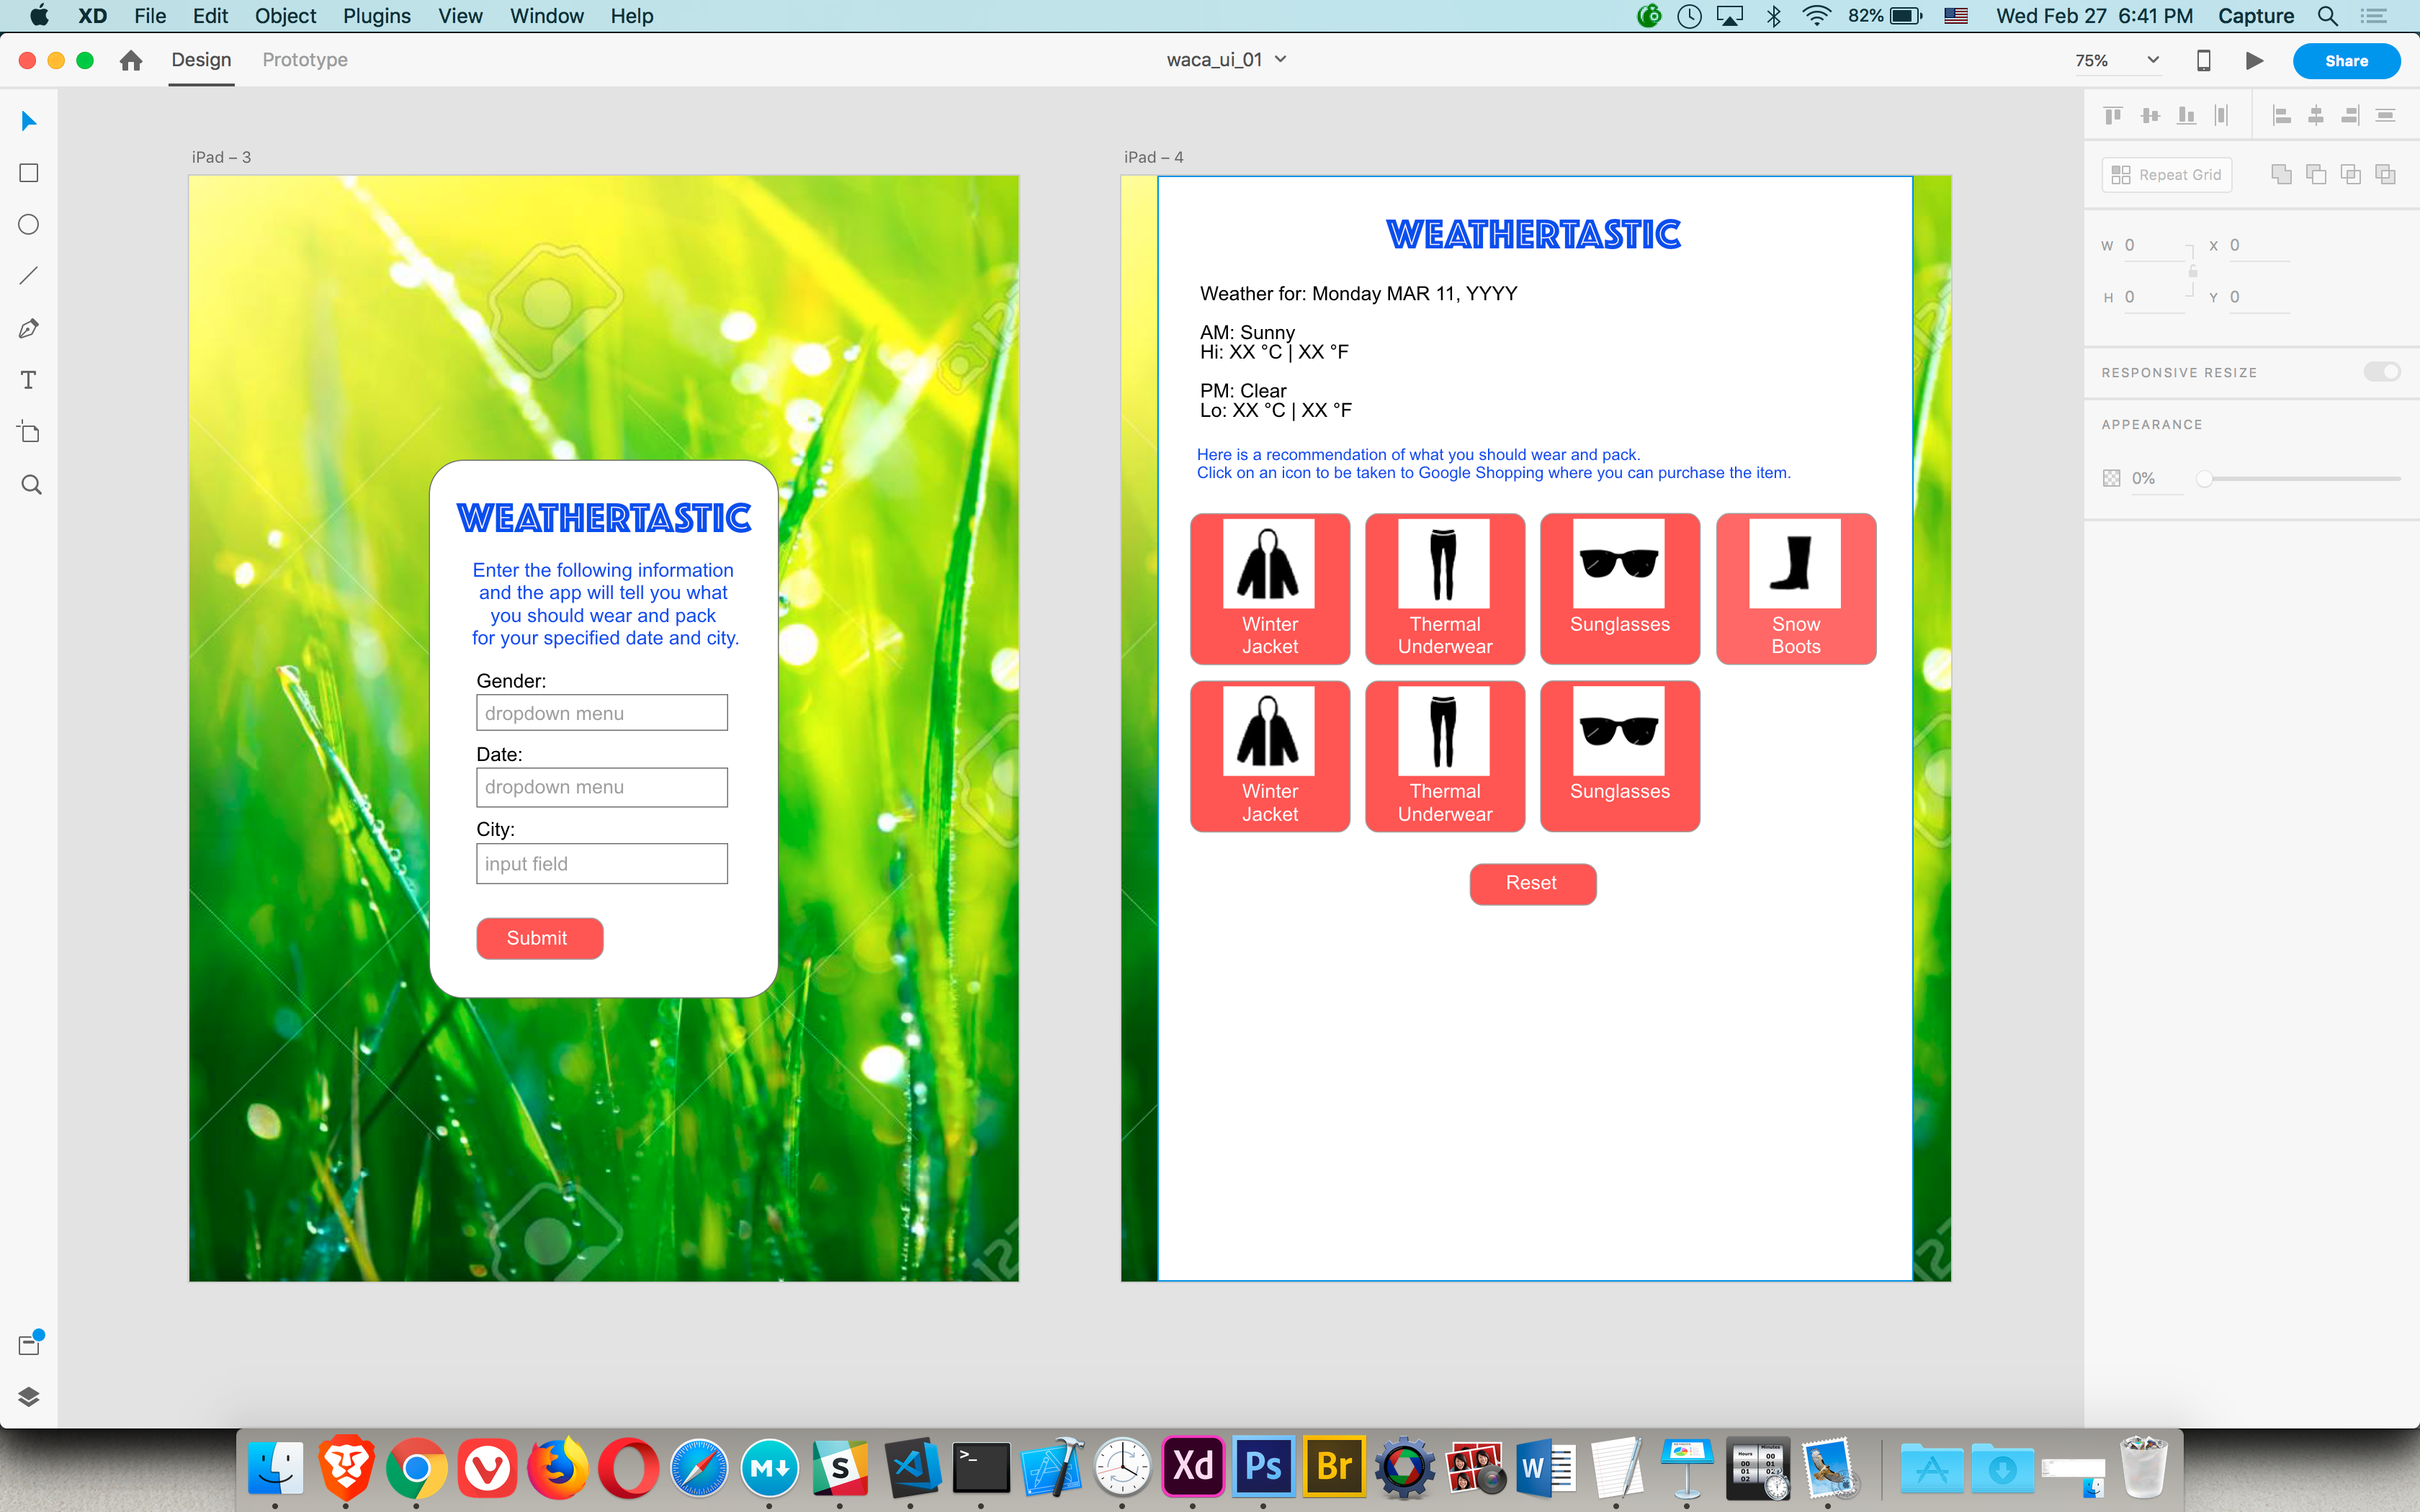 XD File Edit Object Plugins View Window Help
82% Wed Feb 27 6:41 PM Capture
Design Prototype
waca_ui_01
75%
Share
iPad – 3
WEATHERTASTIC
Enter the following information
and the app will tell you what
you should wear and pack
for your specified date and city.
Gender:
dropdown menu
Date:
dropdown menu
City:
input field
Submit
iPad – 4
WEATHERTASTIC
Weather for: Monday MAR 11, YYYY
AM: Sunny
Hi: XX °C | XX °F
PM: Clear
Lo: XX °C | XX °F
Here is a recommendation of what you should wear and pack.
Click on an icon to be taken to Google Shopping where you can purchase the item.
Winter
Jacket
Thermal
Underwear
Sunglasses
Snow
Boots
Winter
Jacket
Thermal
Underwear
Sunglasses
Reset
Repeat Grid
W 0 X 0
H 0 Y 0
RESPONSIVE RESIZE
APPEARANCE
0%
M S >_ Xd Ps Br W